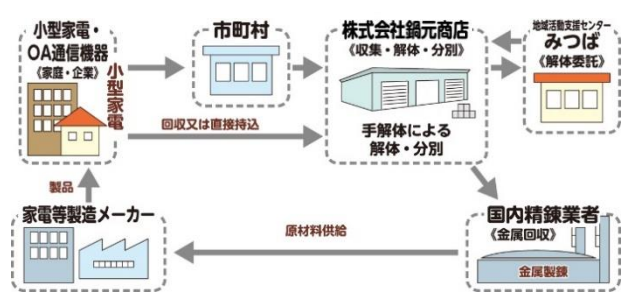 小型家電・
OA通信機器
《家庭・企業》
小型家電
市町村
株式会社鍋元商店
《収集・解体・分別》
手解体による
解体・分別
地域活動支援センター
みつば
《解体委託》
回収又は直接持込
製品
家電等製造メーカー
原材料供給
国内精錬業者
《金属回収》
金属製錬